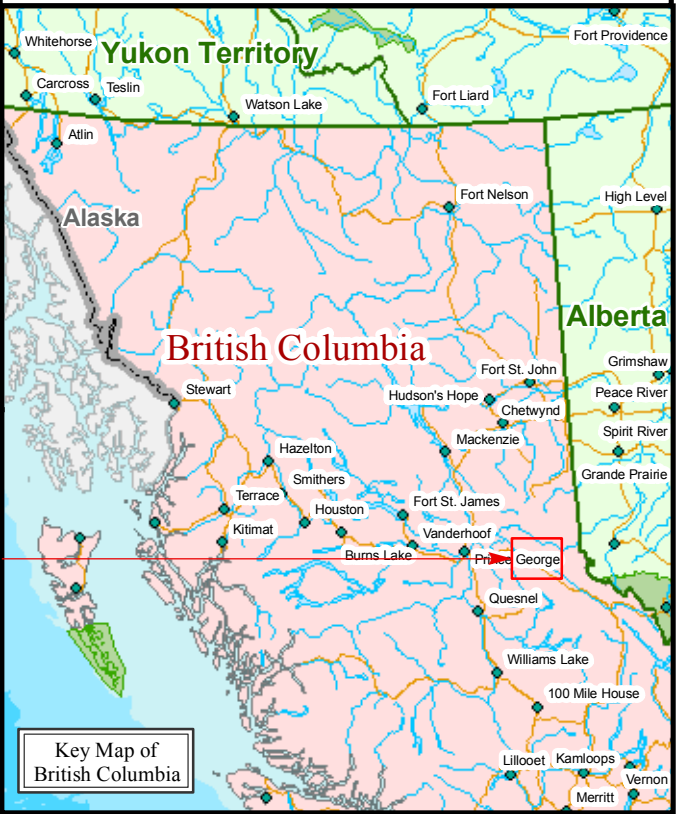 Fort Providence
Whitehorse
Yukon Territory
Carcross
Teslin
Fort Liard
Watson Lake
Atlin
Fort Nelson
High Level
Alaska
Alberta
British Columbia
Grimshaw
Fort St. John
Stewart
Hudson's Hope
Peace River
Chetwynd
Spirit River
Mackenzie
Hazelton
Grande Prairie
Smithers
Terrace
Fort St. James
Houston
Kitimat
Vanderhoof
Burns Lake
Prince George
Quesnel
Williams Lake
100 Mile House
Key Map of
British Columbia
Lillooet
Kamloops
Vernon
Merritt